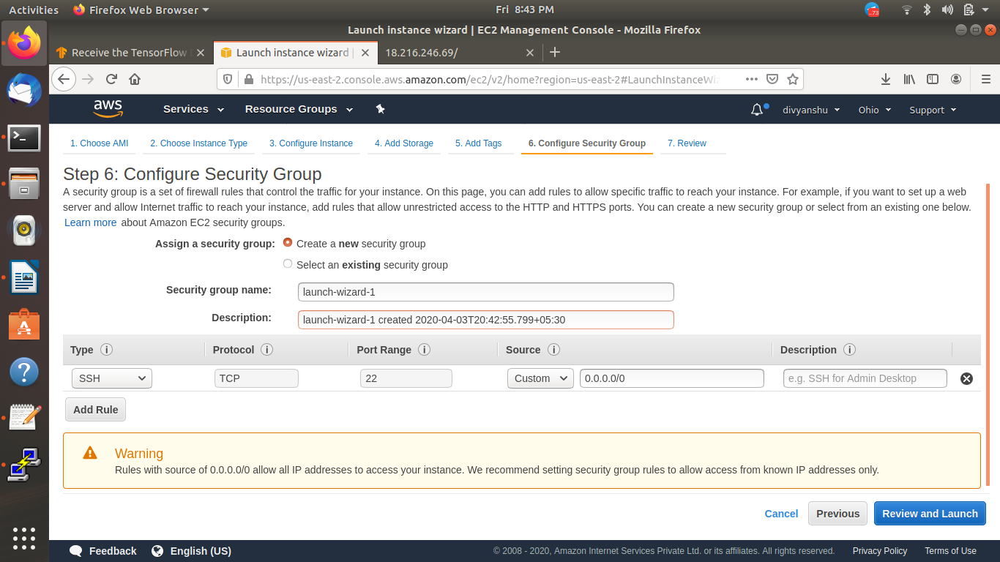 Activities Firefox Web Browser Fri 8:43 PM .73
Launch instance wizard | EC2 Management Console - Mozilla Firefox
Receive the TensorFlow Launch instance wizard | 18.216.246.69/
https://us-east-2.console.aws.amazon.com/ec2/v2/home?region=us-east-2#LaunchInstanceWi
aws Services Resource Groups divyanshu Ohio Support
1. Choose AMI 2. Choose Instance Type 3. Configure Instance 4. Add Storage 5. Add Tags 6. Configure Security Group 7. Review
Step 6: Configure Security Group
A security group is a set of firewall rules that control the traffic for your instance. On this page, you can add rules to allow specific traffic to reach your instance. For example, if you want to set up a web
server and allow Internet traffic to reach your instance, add rules that allow unrestricted access to the HTTP and HTTPS ports. You can create a new security group or select from an existing one below.
Learn more about Amazon EC2 security groups.
Assign a security group: Create a new security group
Select an existing security group
Security group name: launch-wizard-1
Description: launch-wizard-1 created 2020-04-03T20:42:55.799+05:30
Type i Protocol i Port Range i Source i Description i
SSH TCP 22 Custom 0.0.0.0/0 e.g. SSH for Admin Desktop
Add Rule
Warning
Rules with source of 0.0.0.0/0 allow all IP addresses to access your instance. We recommend setting security group rules to allow access from known IP addresses only.
Cancel Previous Review and Launch
Feedback English (US) © 2008 - 2020, Amazon Internet Services Private Ltd. or its affiliates. All rights reserved. Privacy Policy Terms of Use